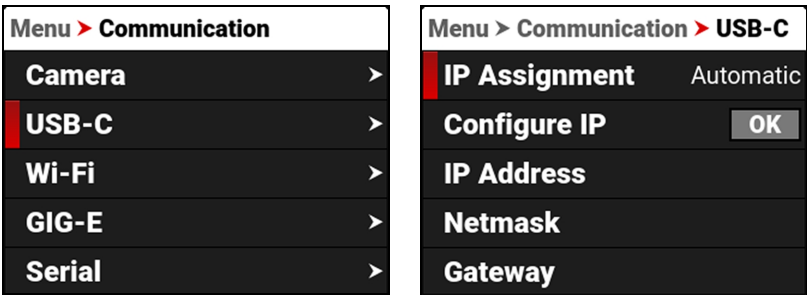 Menu ➤ Communication
Camera ➤
USB-C ➤
Wi-Fi ➤
GIG-E ➤
Serial ➤
Menu ➤ Communication ➤ USB-C
IP Assignment Automatic
Configure IP OK
IP Address
Netmask
Gateway